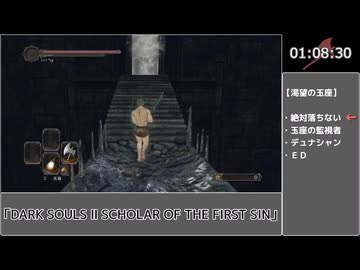 01:08:30
【渇望の玉座】
・絶対落ちない ←
・玉座の監視者
・デュナシャン
・ＥＤ
「DARK SOULS II SCHOLAR OF THE FIRST SIN」